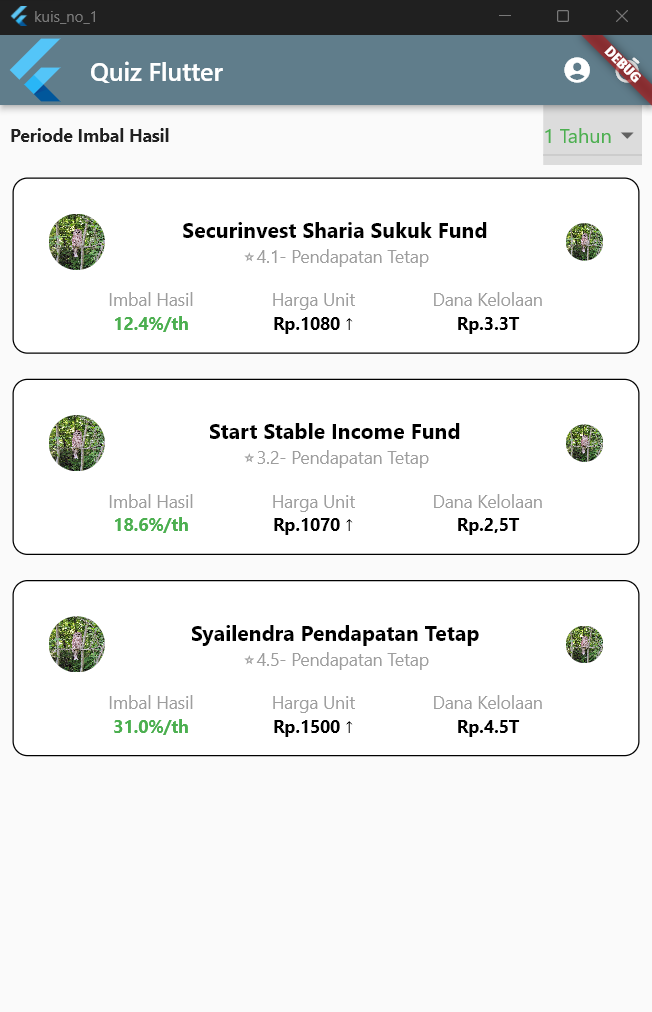 kuis_no_1
Quiz Flutter
DEBUG
Periode Imbal Hasil
1 Tahun
Securinvest Sharia Sukuk Fund
⭐4.1- Pendapatan Tetap
Imbal Hasil Harga Unit Dana Kelolaan
12.4%/th Rp.1080 ↑ Rp.3.3T
Start Stable Income Fund
⭐3.2- Pendapatan Tetap
Imbal Hasil Harga Unit Dana Kelolaan
18.6%/th Rp.1070 ↑ Rp.2,5T
Syailendra Pendapatan Tetap
⭐4.5- Pendapatan Tetap
Imbal Hasil Harga Unit Dana Kelolaan
31.0%/th Rp.1500 ↑ Rp.4.5T